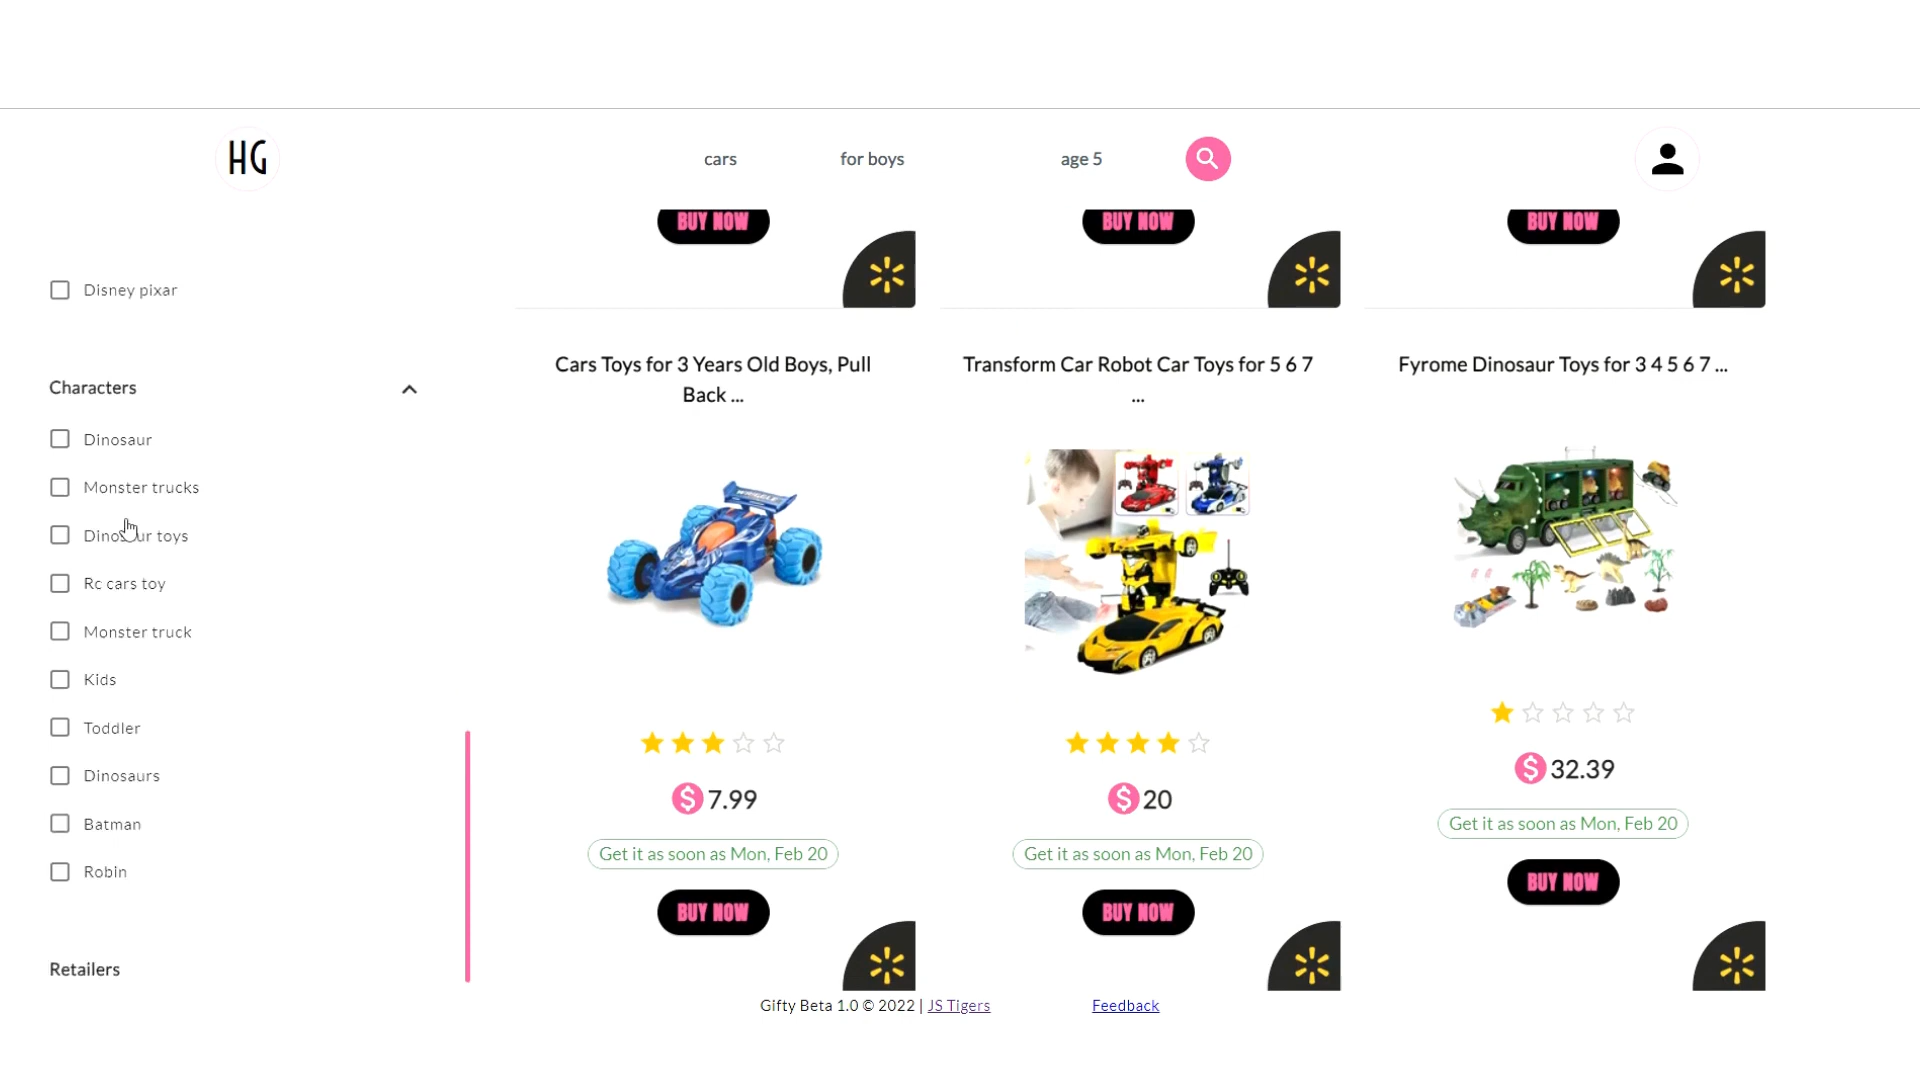 HG
cars
for boys
age 5
BUY NOW
BUY NOW
BUY NOW
Disney pixar
Characters
Dinosaur
Monster trucks
Dinosaur toys
Rc cars toy
Monster truck
Kids
Toddler
Dinosaurs
Batman
Robin
Retailers
Cars Toys for 3 Years Old Boys, Pull
Back ...
$ 7.99
Get it as soon as Mon, Feb 20
BUY NOW
Transform Car Robot Car Toys for 5 6 7
...
$ 20
Get it as soon as Mon, Feb 20
BUY NOW
Fyrome Dinosaur Toys for 3 4 5 6 7 ...
$ 32.39
Get it as soon as Mon, Feb 20
BUY NOW
Gifty Beta 1.0 © 2022 | JS Tigers
Feedback